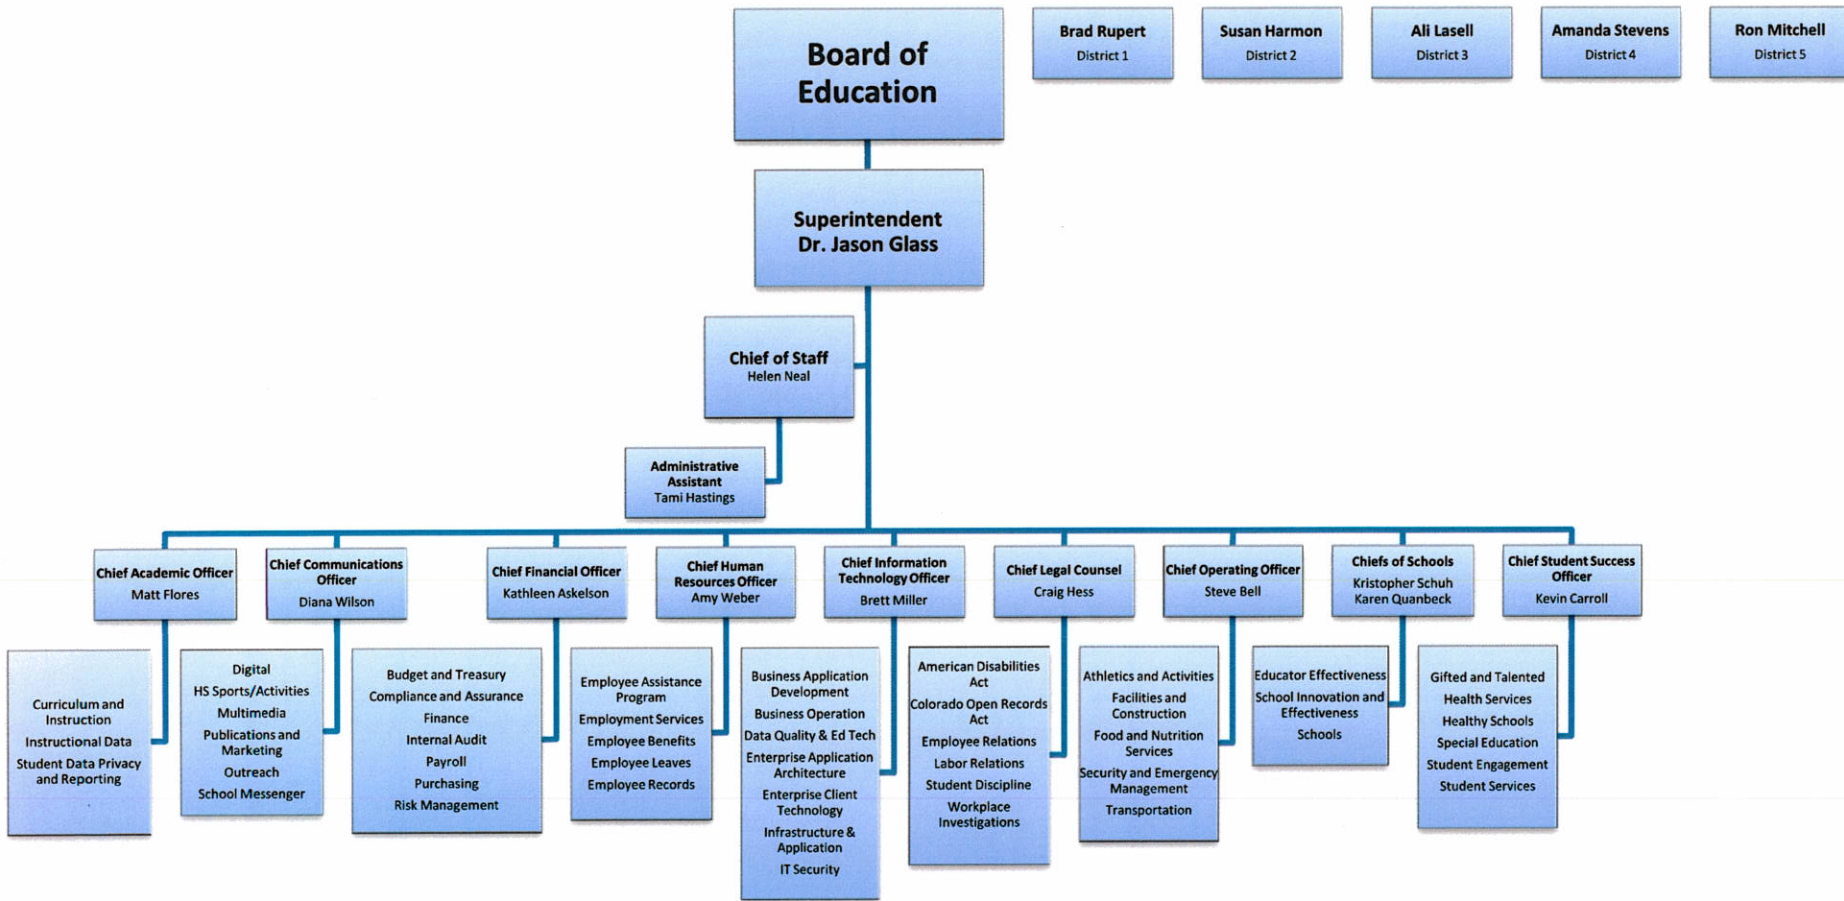 Board of
Education
Brad Rupert
District 1
Susan Harmon
District 2
Ali Lasell
District 3
Amanda Stevens
District 4
Ron Mitchell
District 5
Superintendent
Dr. Jason Glass
Chief of Staff
Helen Neal
Administrative
Assistant
Tami Hastings
Chief Academic Officer
Matt Flores
Chief Communications
Officer
Diana Wilson
Chief Financial Officer
Kathleen Askelson
Chief Human
Resources Officer
Amy Weber
Chief Information
Technology Officer
Brett Miller
Chief Legal Counsel
Craig Hess
Chief Operating Officer
Steve Bell
Chiefs of Schools
Kristopher Schuh
Karen Quanbeck
Chief Student Success
Officer
Kevin Carroll
Curriculum and
Instruction
Instructional Data
Student Data Privacy
and Reporting
Digital
HS Sports/Activities
Multimedia
Publications and
Marketing
Outreach
School Messenger
Budget and Treasury
Compliance and Assurance
Finance
Internal Audit
Payroll
Purchasing
Risk Management
Employee Assistance
Program
Employment Services
Employee Benefits
Employee Leaves
Employee Records
Business Application
Development
Business Operation
Data Quality & Ed Tech
Enterprise Application
Architecture
Enterprise Client
Technology
Infrastructure &
Application
IT Security
American Disabilities
Act
Colorado Open Records
Act
Employee Relations
Labor Relations
Student Discipline
Workplace
Investigations
Athletics and Activities
Facilities and
Construction
Food and Nutrition
Services
Security and Emergency
Management
Transportation
Educator Effectiveness
School Innovation and
Effectiveness
Schools
Gifted and Talented
Health Services
Healthy Schools
Special Education
Student Engagement
Student Services